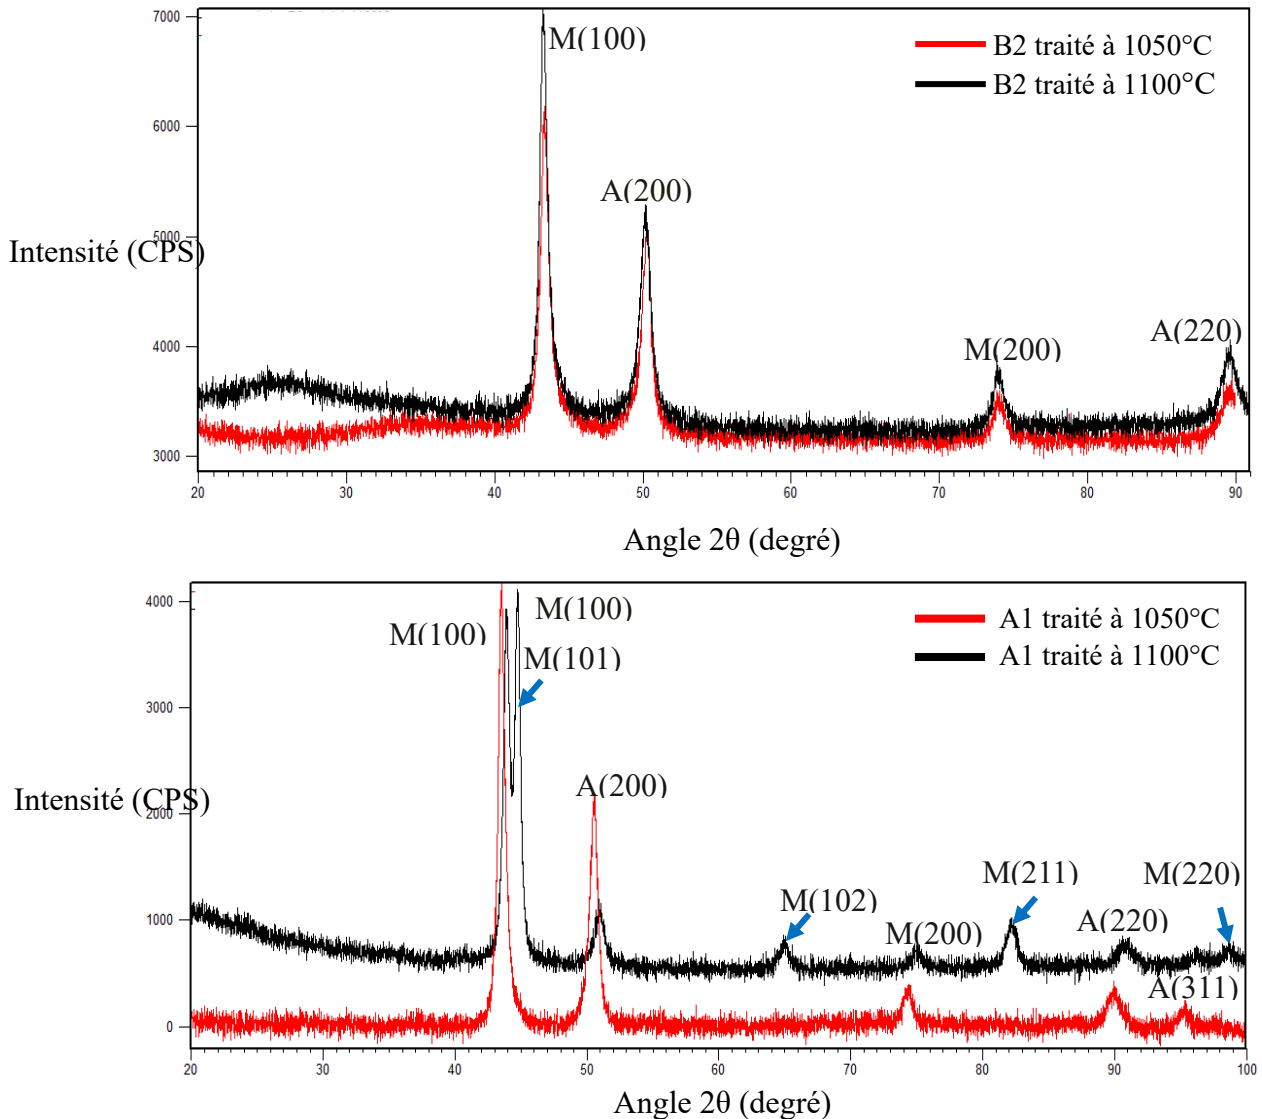 7000
M(100)
B2 traité à 1050°C
B2 traité à 1100°C
6000
A(200)
5000
Intensité (CPS)
4000
M(200)
A(220)
3000
20 30 40 50 60 70 80 90
Angle 2θ (degré)
4000
M(100)
M(100)
A1 traité à 1050°C
M(101)
A1 traité à 1100°C
3000
A(200)
Intensité (CPS)
2000
M(102)
M(211)
M(220)
1000
M(200)
A(220)
A(311)
0
20 30 40 50 60 70 80 90 100
Angle 2θ (degré)